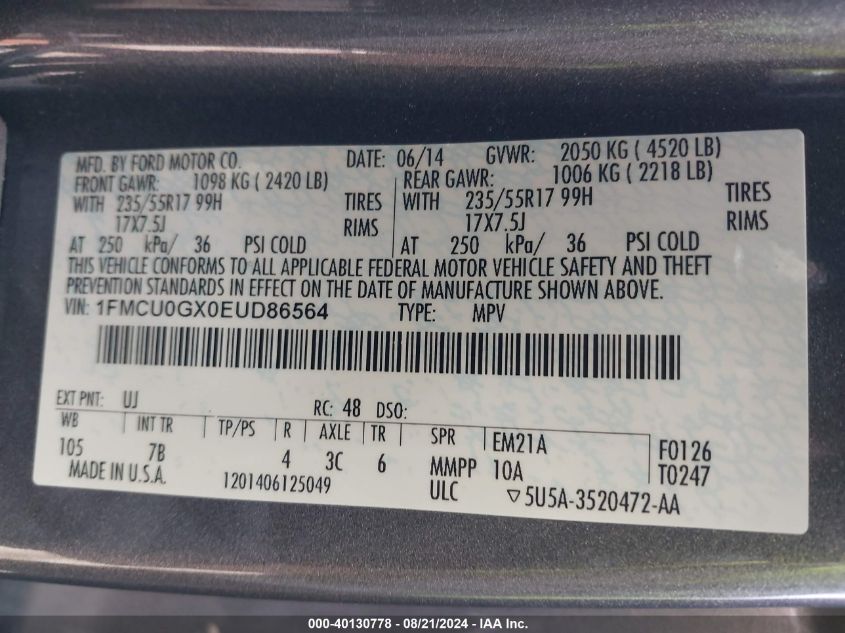 MFD. BY FORD MOTOR CO. DATE: 06/14 GVWR: 2050 KG ( 4520 LB)
FRONT GAWR: 1098 KG ( 2420 LB) REAR GAWR: 1006 KG ( 2218 LB)
WITH 235/55R17 99H TIRES WITH 235/55R17 99H TIRES
17X7.5J RIMS 17X7.5J RIMS
AT 250 kPa/ 36 PSI COLD AT 250 kPa/ 36 PSI COLD
THIS VEHICLE CONFORMS TO ALL APPLICABLE FEDERAL MOTOR VEHICLE SAFETY AND THEFT
PREVENTION STANDARDS IN EFFECT ON THE DATE OF MANUFACTURE SHOWN ABOVE.
VIN: 1FMCU0GX0EUD86564 TYPE: MPV
EXT PNT: UJ RC: 48 DSO:
WB INT TR TP/PS R AXLE TR SPR EM21A F0126
105 7B 4 3C 6 MMPP 10A T0247
MADE IN U.S.A. 1201406125049 ULC ▽5U5A-3520472-AA
000-40130778 - 08/21/2024 - IAA Inc.